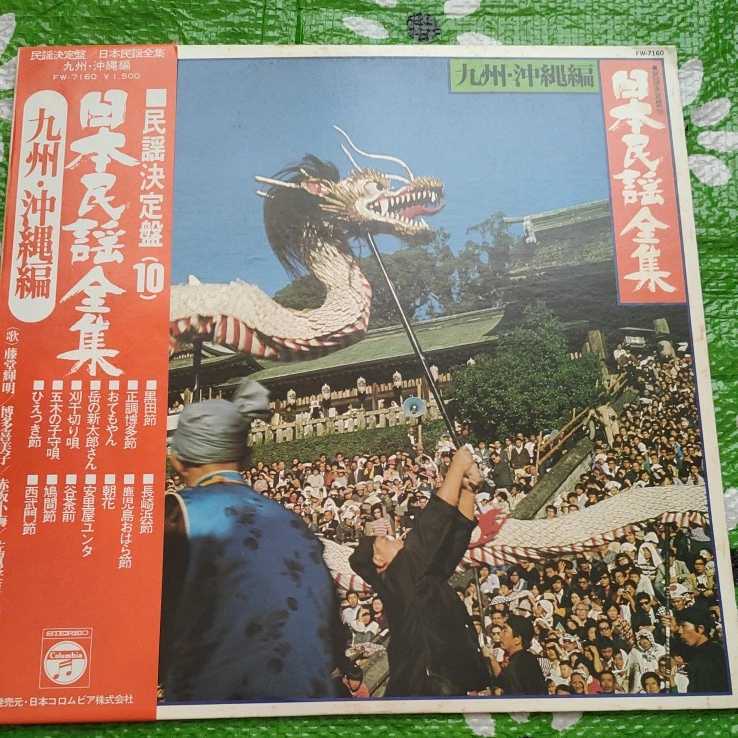 民謡決定盤 日本民謡全集
九州・沖縄編
FW-7160 ¥1,500
■民謡決定盤(10)
日本民謡全集
九州・沖縄編
■黒田節
■正調博多節
■おてもやん
■岳の新太郎さん
■刈干切り唄
■五木の子守唄
■ひえつき節
■長崎浜節
■鹿児島おはら節
■朝花
■安里屋ユンタ
■谷茶前
■鳩間節
■西武門節
(歌) 藤堂輝明 博多喜美子
STEREO
Columbia
発売元・日本コロムビア株式会社
FW-7160
九州・沖縄編
日本民謡全集